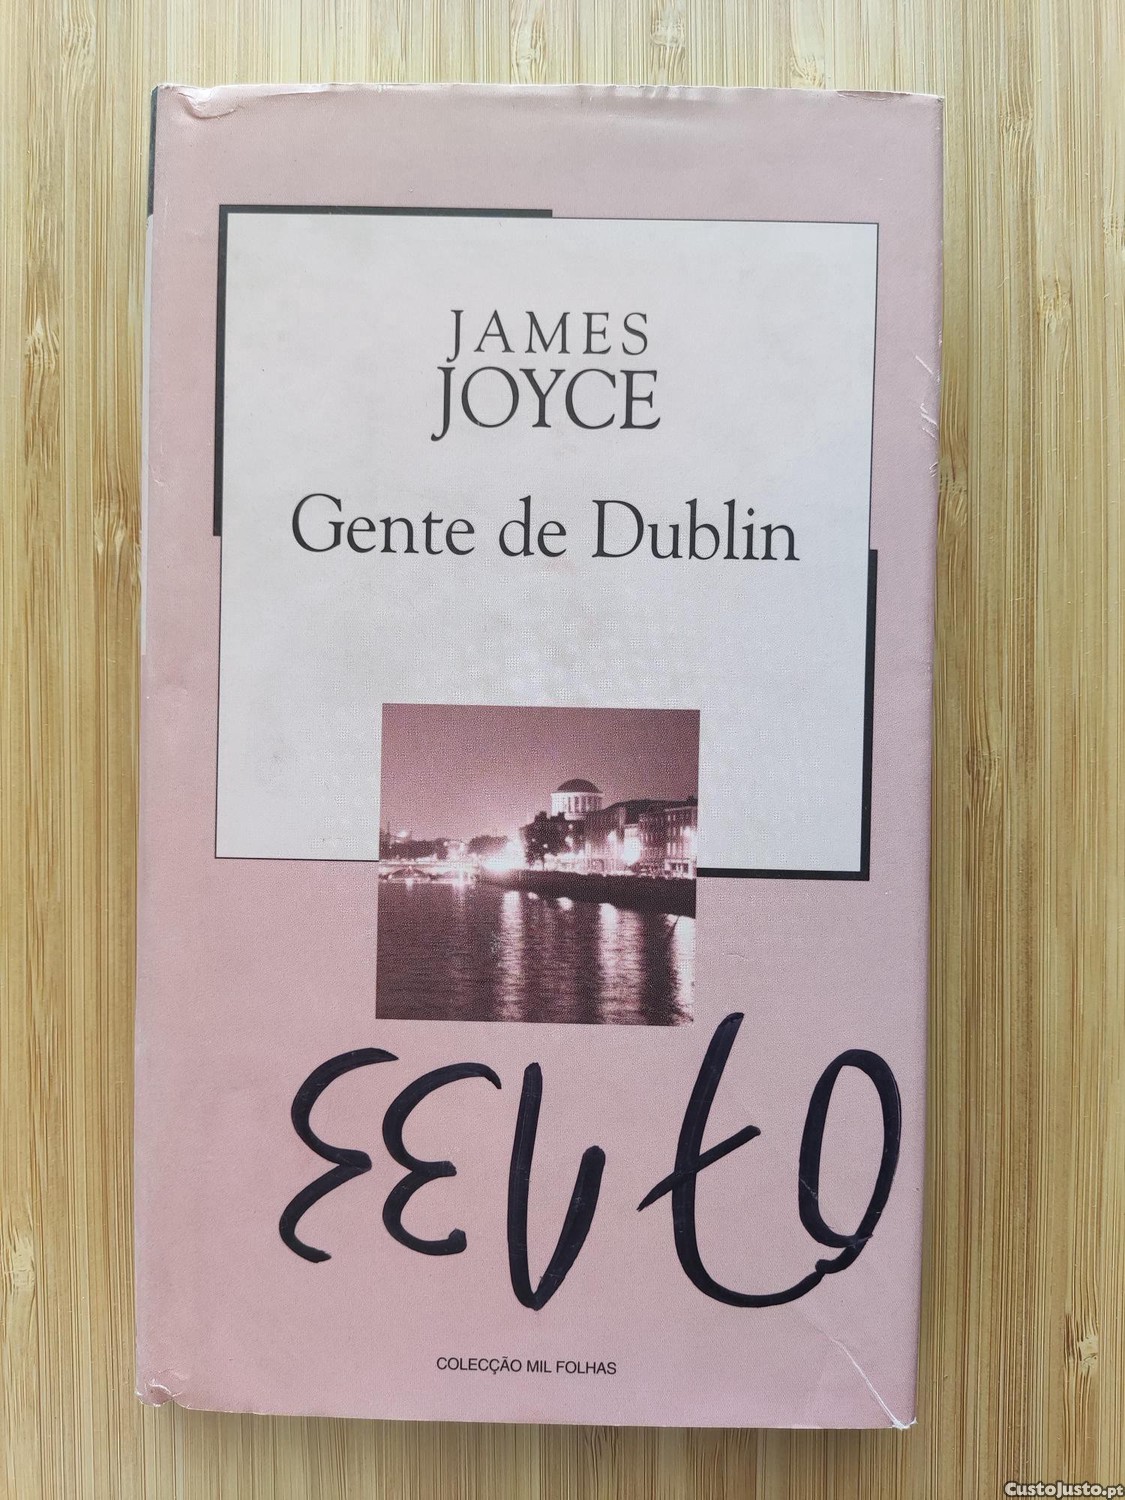 JAMES
JOYCE
Gente de Dublin
COLECÇÃO MIL FOLHAS
CustoJusto.pt